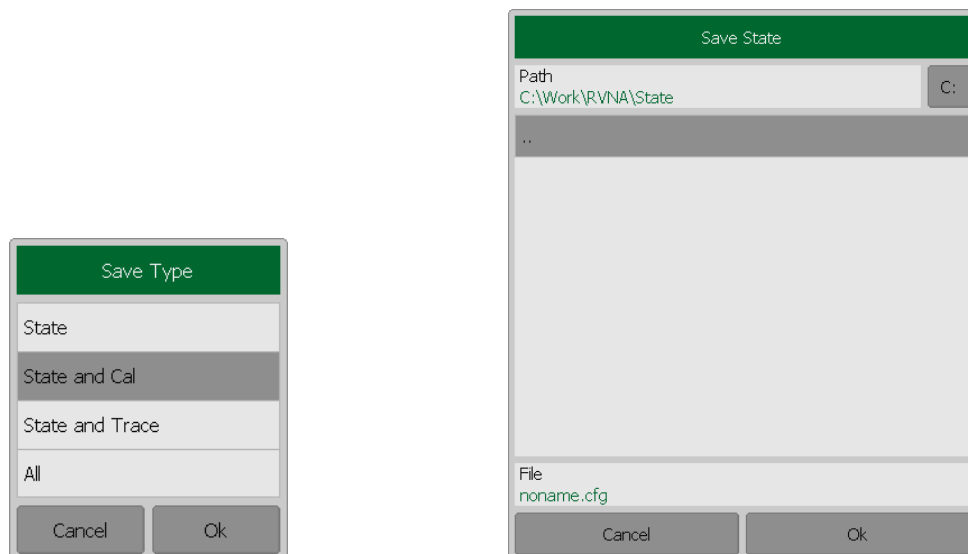 Save Type
State
State and Cal
State and Trace
All
Cancel Ok
Save State
Path
C:\Work\RVNA\State
C:
..
File
noname.cfg
Cancel Ok